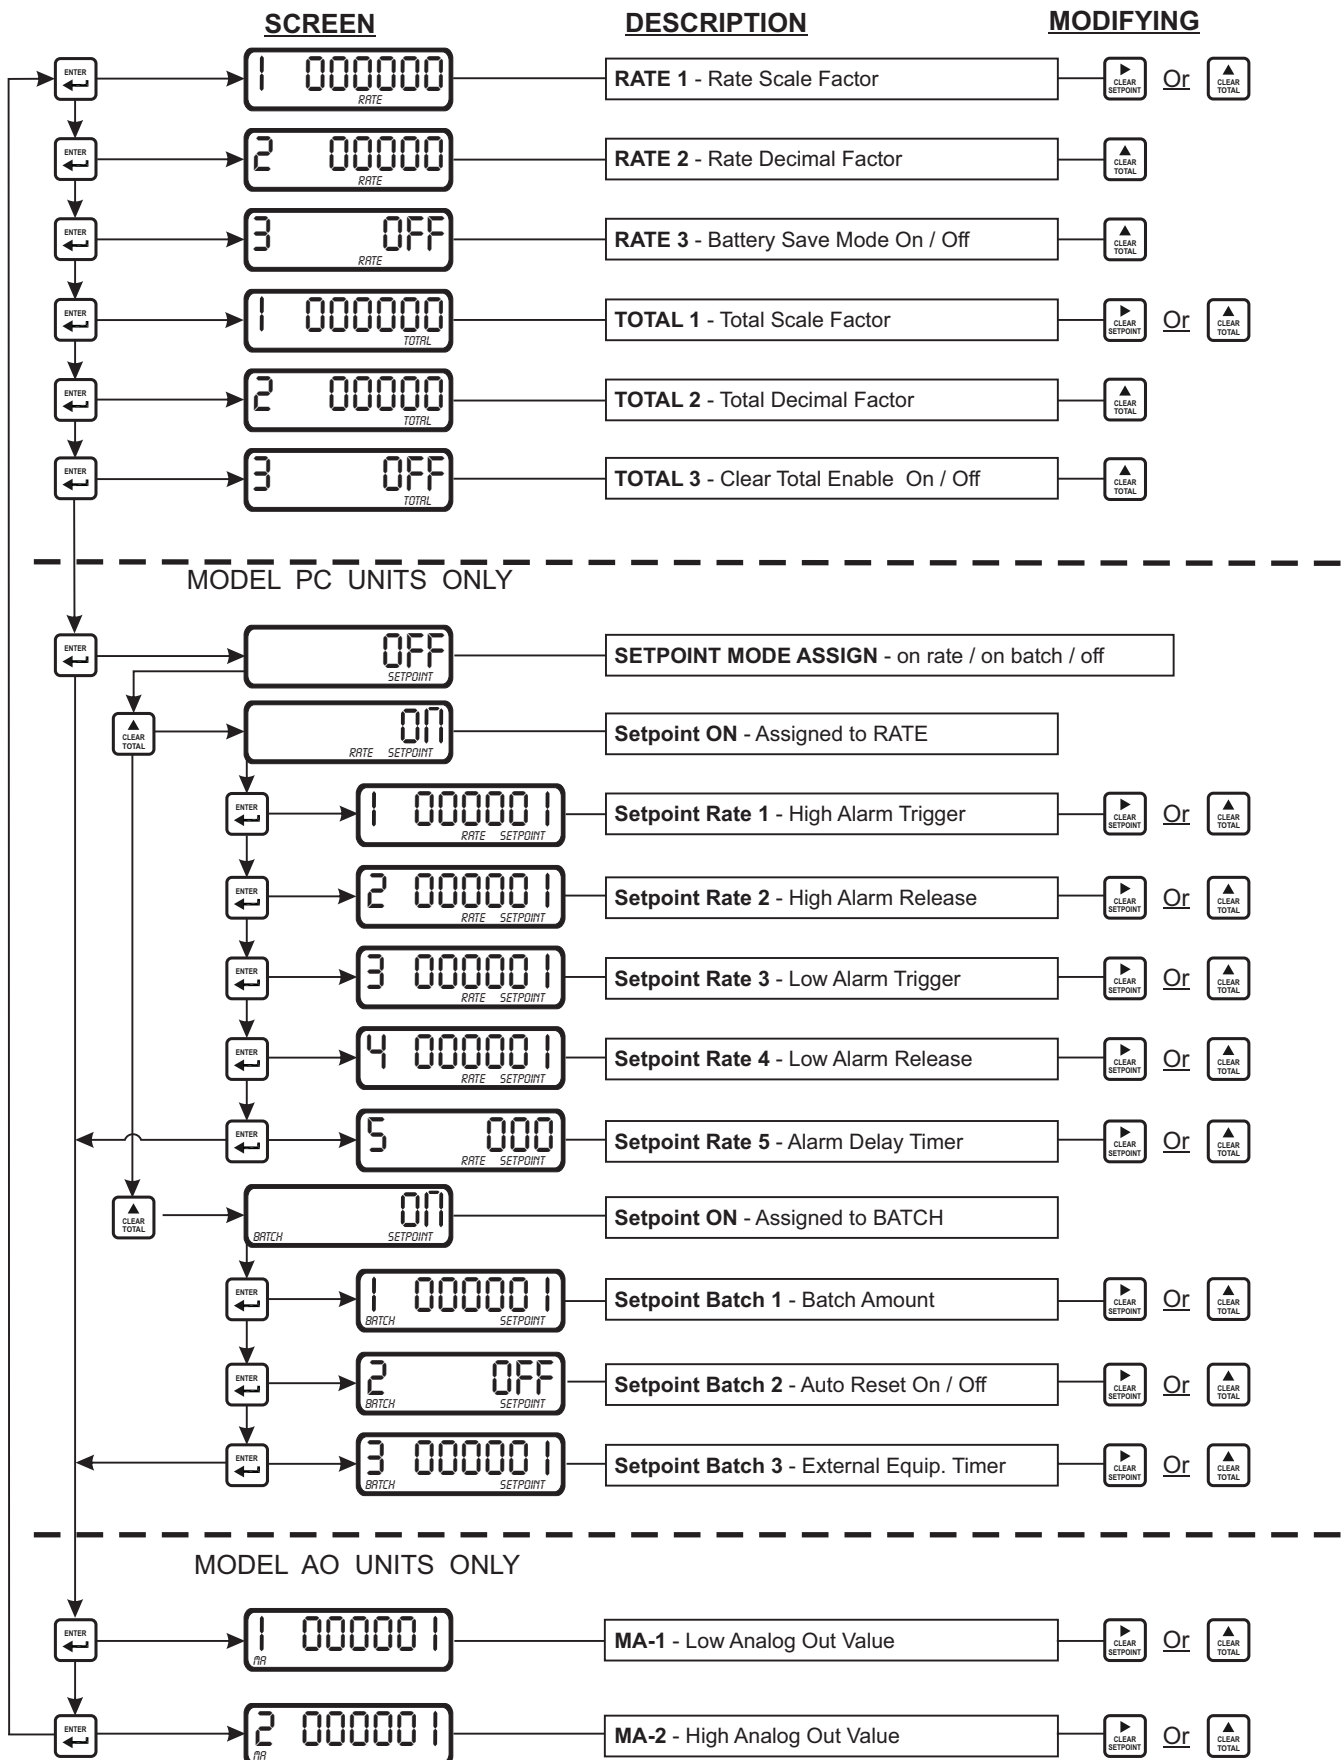 SCREEN DESCRIPTION MODIFYING
ENTER 1 000000 RATE RATE 1 - Rate Scale Factor CLEAR SETPOINT Or CLEAR TOTAL
ENTER 2 00000 RATE RATE 2 - Rate Decimal Factor CLEAR TOTAL
ENTER 3 OFF RATE RATE 3 - Battery Save Mode On / Off CLEAR TOTAL
ENTER 1 000000 TOTAL TOTAL 1 - Total Scale Factor CLEAR SETPOINT Or CLEAR TOTAL
ENTER 2 00000 TOTAL TOTAL 2 - Total Decimal Factor CLEAR TOTAL
ENTER 3 OFF TOTAL TOTAL 3 - Clear Total Enable On / Off CLEAR TOTAL
MODEL PC UNITS ONLY
ENTER OFF SETPOINT SETPOINT MODE ASSIGN - on rate / on batch / off
CLEAR TOTAL ON RATE SETPOINT Setpoint ON - Assigned to RATE
ENTER 1 000001 RATE SETPOINT Setpoint Rate 1 - High Alarm Trigger CLEAR SETPOINT Or CLEAR TOTAL
ENTER 2 000001 RATE SETPOINT Setpoint Rate 2 - High Alarm Release CLEAR SETPOINT Or CLEAR TOTAL
ENTER 3 000001 RATE SETPOINT Setpoint Rate 3 - Low Alarm Trigger CLEAR SETPOINT Or CLEAR TOTAL
ENTER 4 000001 RATE SETPOINT Setpoint Rate 4 - Low Alarm Release CLEAR SETPOINT Or CLEAR TOTAL
ENTER 5 000 RATE SETPOINT Setpoint Rate 5 - Alarm Delay Timer CLEAR SETPOINT Or CLEAR TOTAL
CLEAR TOTAL ON BATCH SETPOINT Setpoint ON - Assigned to BATCH
ENTER 1 000001 BATCH SETPOINT Setpoint Batch 1 - Batch Amount CLEAR SETPOINT Or CLEAR TOTAL
ENTER 2 OFF BATCH SETPOINT Setpoint Batch 2 - Auto Reset On / Off CLEAR SETPOINT Or CLEAR TOTAL
ENTER 3 000001 BATCH SETPOINT Setpoint Batch 3 - External Equip. Timer CLEAR SETPOINT Or CLEAR TOTAL
MODEL AO UNITS ONLY
ENTER 1 000001 MA MA-1 - Low Analog Out Value CLEAR SETPOINT Or CLEAR TOTAL
ENTER 2 000001 MA MA-2 - High Analog Out Value CLEAR SETPOINT Or CLEAR TOTAL